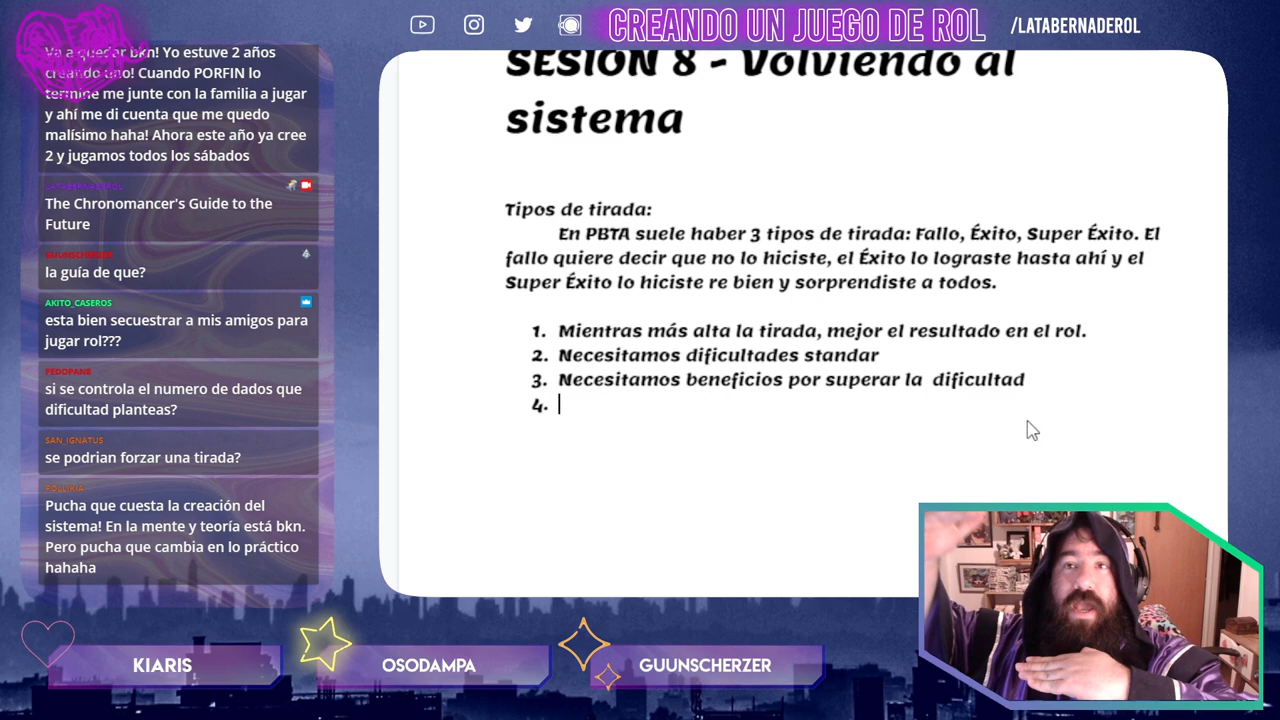 CREANDO UN JUEGO DE ROL
/LATABERNADEROL
Va a quedar bkn! Yo estuve 2 años
creando uno! Cuando PORFIN lo
termine me junte con la familia a jugar
y ahí me di cuenta que me quedo
malísimo haha! Ahora este año ya cree
2 y jugamos todos los sábados
LATABERNADEROL
The Chronomancer's Guide to the
Future
GUUNSCHERZER
la guía de que?
AKITO_CASEROS
esta bien secuestrar a mis amigos para
jugar rol???
FEDOPANE
si se controla el numero de dados que
dificultad planteas?
SAN_IGNATUS
se podrian forzar una tirada?
Pucha que cuesta la creación del
sistema! En la mente y teoría está bkn.
Pero pucha que cambia en lo práctico
hahaha
SESION 8 - Volviendo al
sistema
Tipos de tirada:
En PBTA suele haber 3 tipos de tirada: Fallo, Éxito, Super Éxito. El
fallo quiere decir que no lo hiciste, el Éxito lo lograste hasta ahí y el
Super Éxito lo hiciste re bien y sorprendiste a todos.
1. Mientras más alta la tirada, mejor el resultado en el rol.
2. Necesitamos dificultades standar
3. Necesitamos beneficios por superar la dificultad
4.
KIARIS
OSODAMPA
GUUNSCHERZER